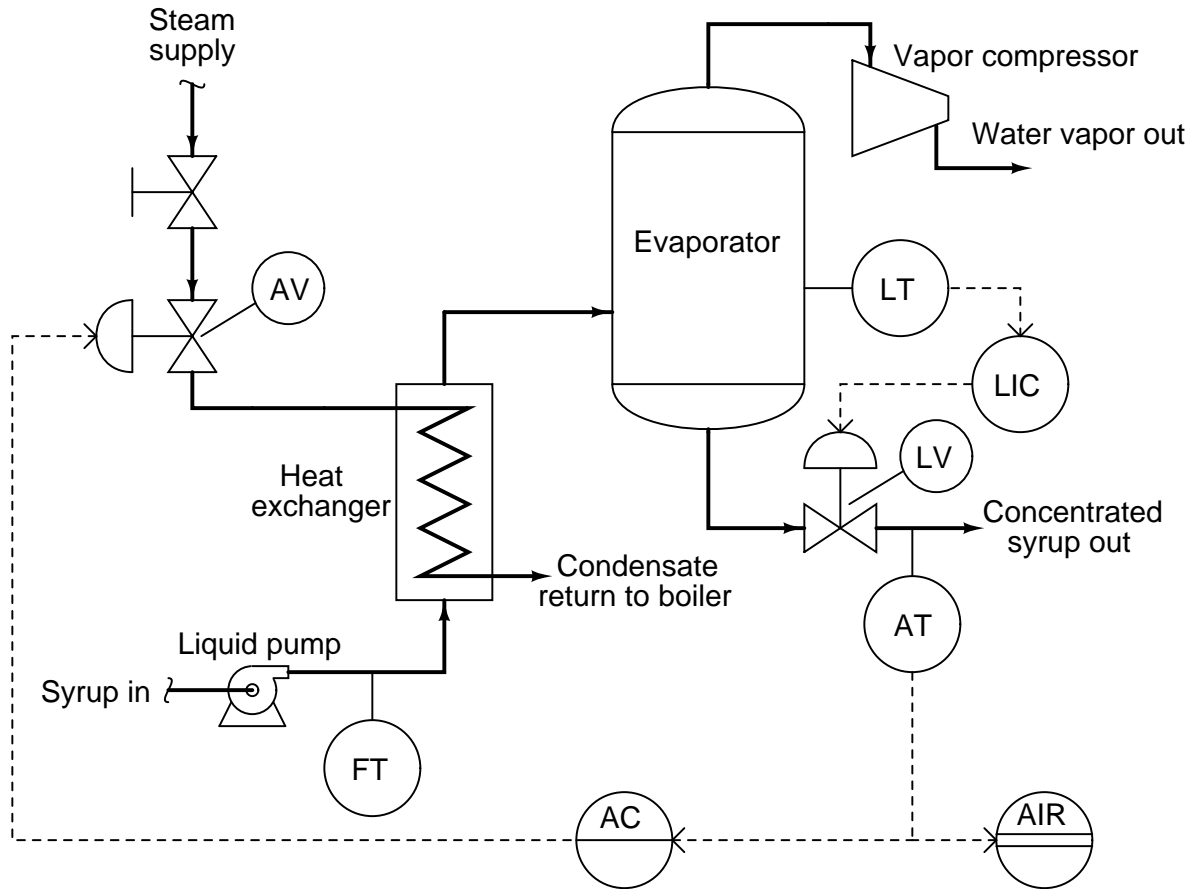 Steam
supply
Vapor compressor
Water vapor out
Evaporator
AV
LT
LIC
LV
Heat
exchanger
Concentrated
syrup out
Condensate
return to boiler
AT
Liquid pump
Syrup in
FT
AC
AIR